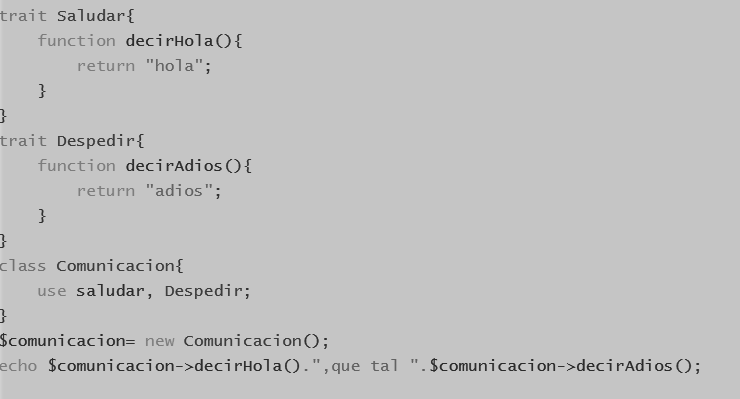 trait Saludar{
    function decirHola(){
        return "hola";
    }
}
trait Despedir{
    function decirAdios(){
        return "adios";
    }
}
class Comunicacion{
    use saludar, Despedir;
}
$comunicacion= new Comunicacion();
echo $comunicacion->decirHola().",que tal ".$comunicacion->decirAdios();